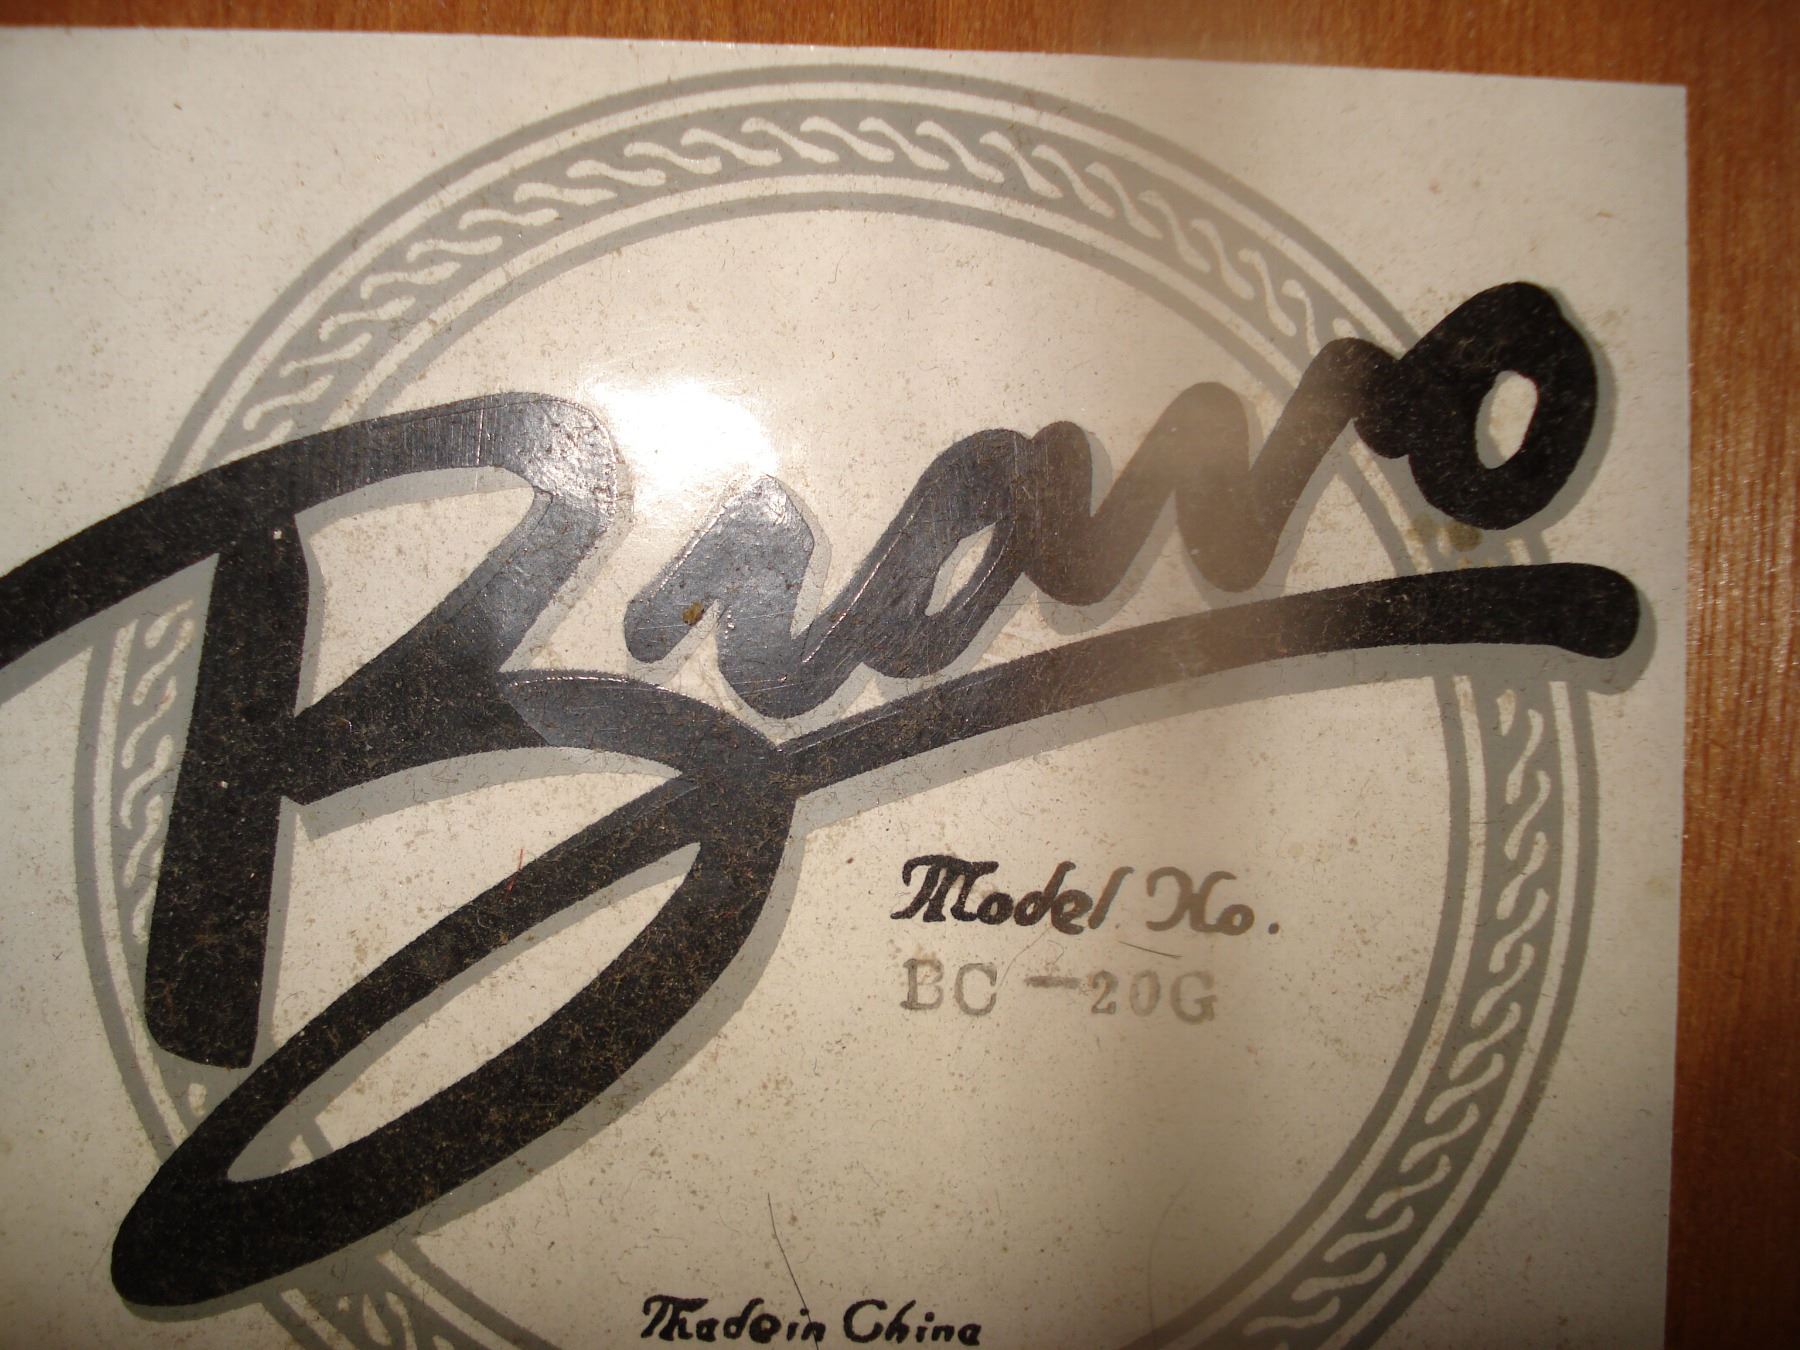 Bravo
Model No.
BC-20G
Made in China